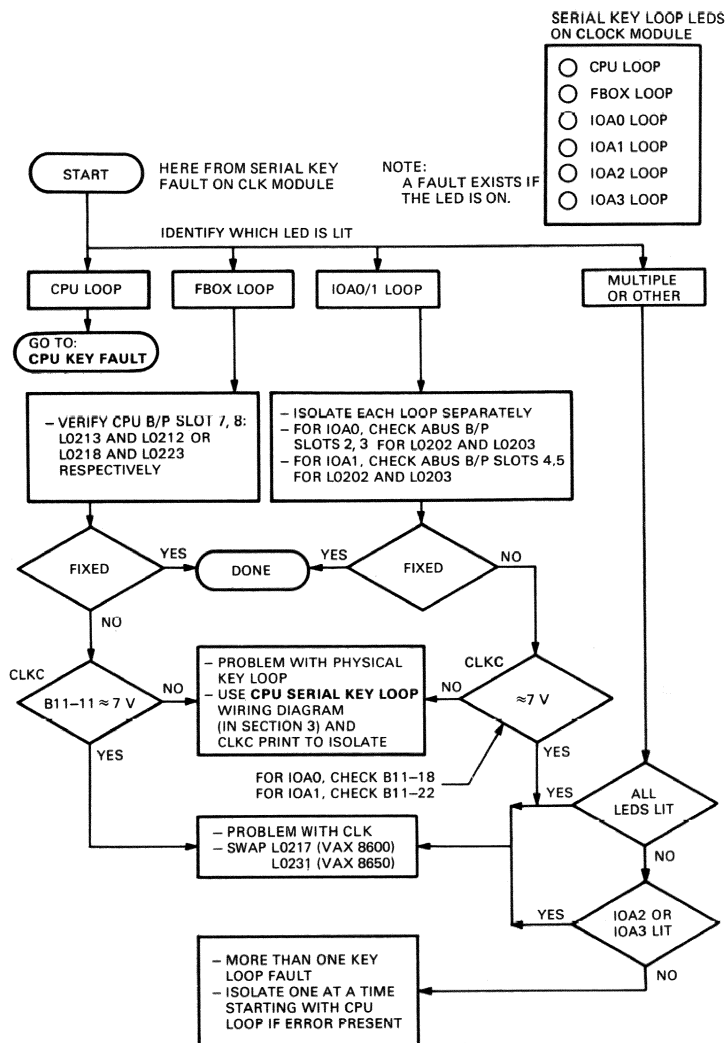 SERIAL KEY LOOP LEDS
ON CLOCK MODULE
CPU LOOP
FBOX LOOP
IOA0 LOOP
IOA1 LOOP
IOA2 LOOP
IOA3 LOOP
START
HERE FROM SERIAL KEY
FAULT ON CLK MODULE
NOTE:
A FAULT EXISTS IF
THE LED IS ON.
IDENTIFY WHICH LED IS LIT
CPU LOOP
FBOX LOOP
IOA0/1 LOOP
MULTIPLE
OR OTHER
GO TO:
CPU KEY FAULT
– VERIFY CPU B/P SLOT 7, 8:
L0213 AND L0212 OR
L0218 AND L0223
RESPECTIVELY
– ISOLATE EACH LOOP SEPARATELY
– FOR IOA0, CHECK ABUS B/P
SLOTS 2, 3 FOR L0202 AND L0203
– FOR IOA1, CHECK ABUS B/P SLOTS 4,5
FOR L0202 AND L0203
FIXED
YES
DONE
YES
FIXED
NO
NO
CLKC
B11–11 ≈ 7 V
NO
– PROBLEM WITH PHYSICAL
KEY LOOP
– USE CPU SERIAL KEY LOOP
WIRING DIAGRAM
(IN SECTION 3) AND
CLKC PRINT TO ISOLATE
NO
CLKC
≈7 V
YES
YES
FOR IOA0, CHECK B11–18
FOR IOA1, CHECK B11–22
YES
ALL
LEDS LIT
NO
– PROBLEM WITH CLK
– SWAP L0217 (VAX 8600)
L0231 (VAX 8650)
YES
IOA2 OR
IOA3 LIT
NO
– MORE THAN ONE KEY
LOOP FAULT
– ISOLATE ONE AT A TIME
STARTING WITH CPU
LOOP IF ERROR PRESENT